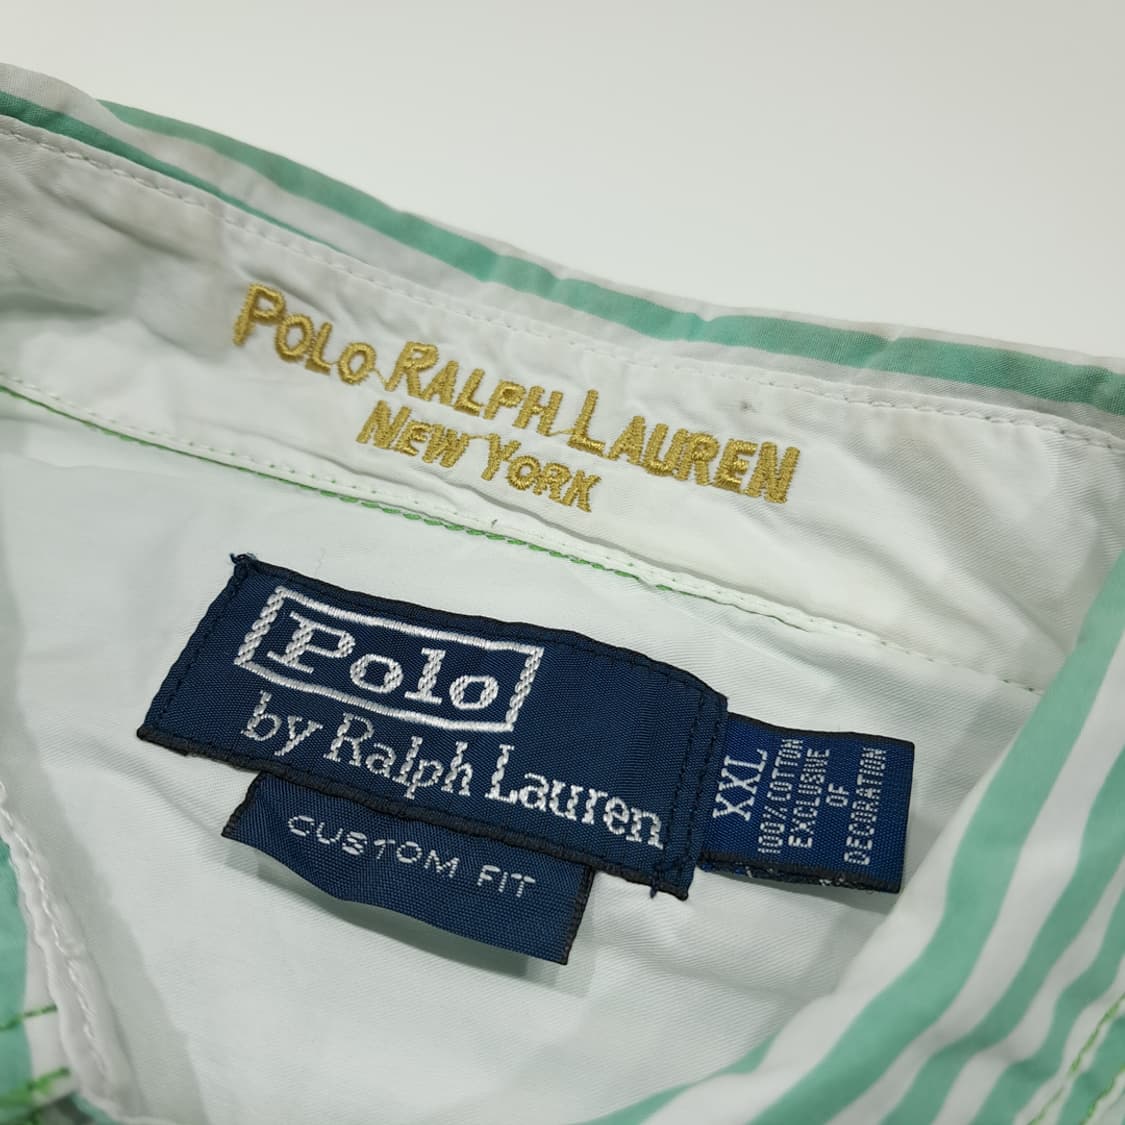 POLO RALPH LAUREN
NEW YORK
Polo
by Ralph Lauren
CUSTOM FIT
XXL
100% COTTON
EXCLUSIVE
OF
DECORATION